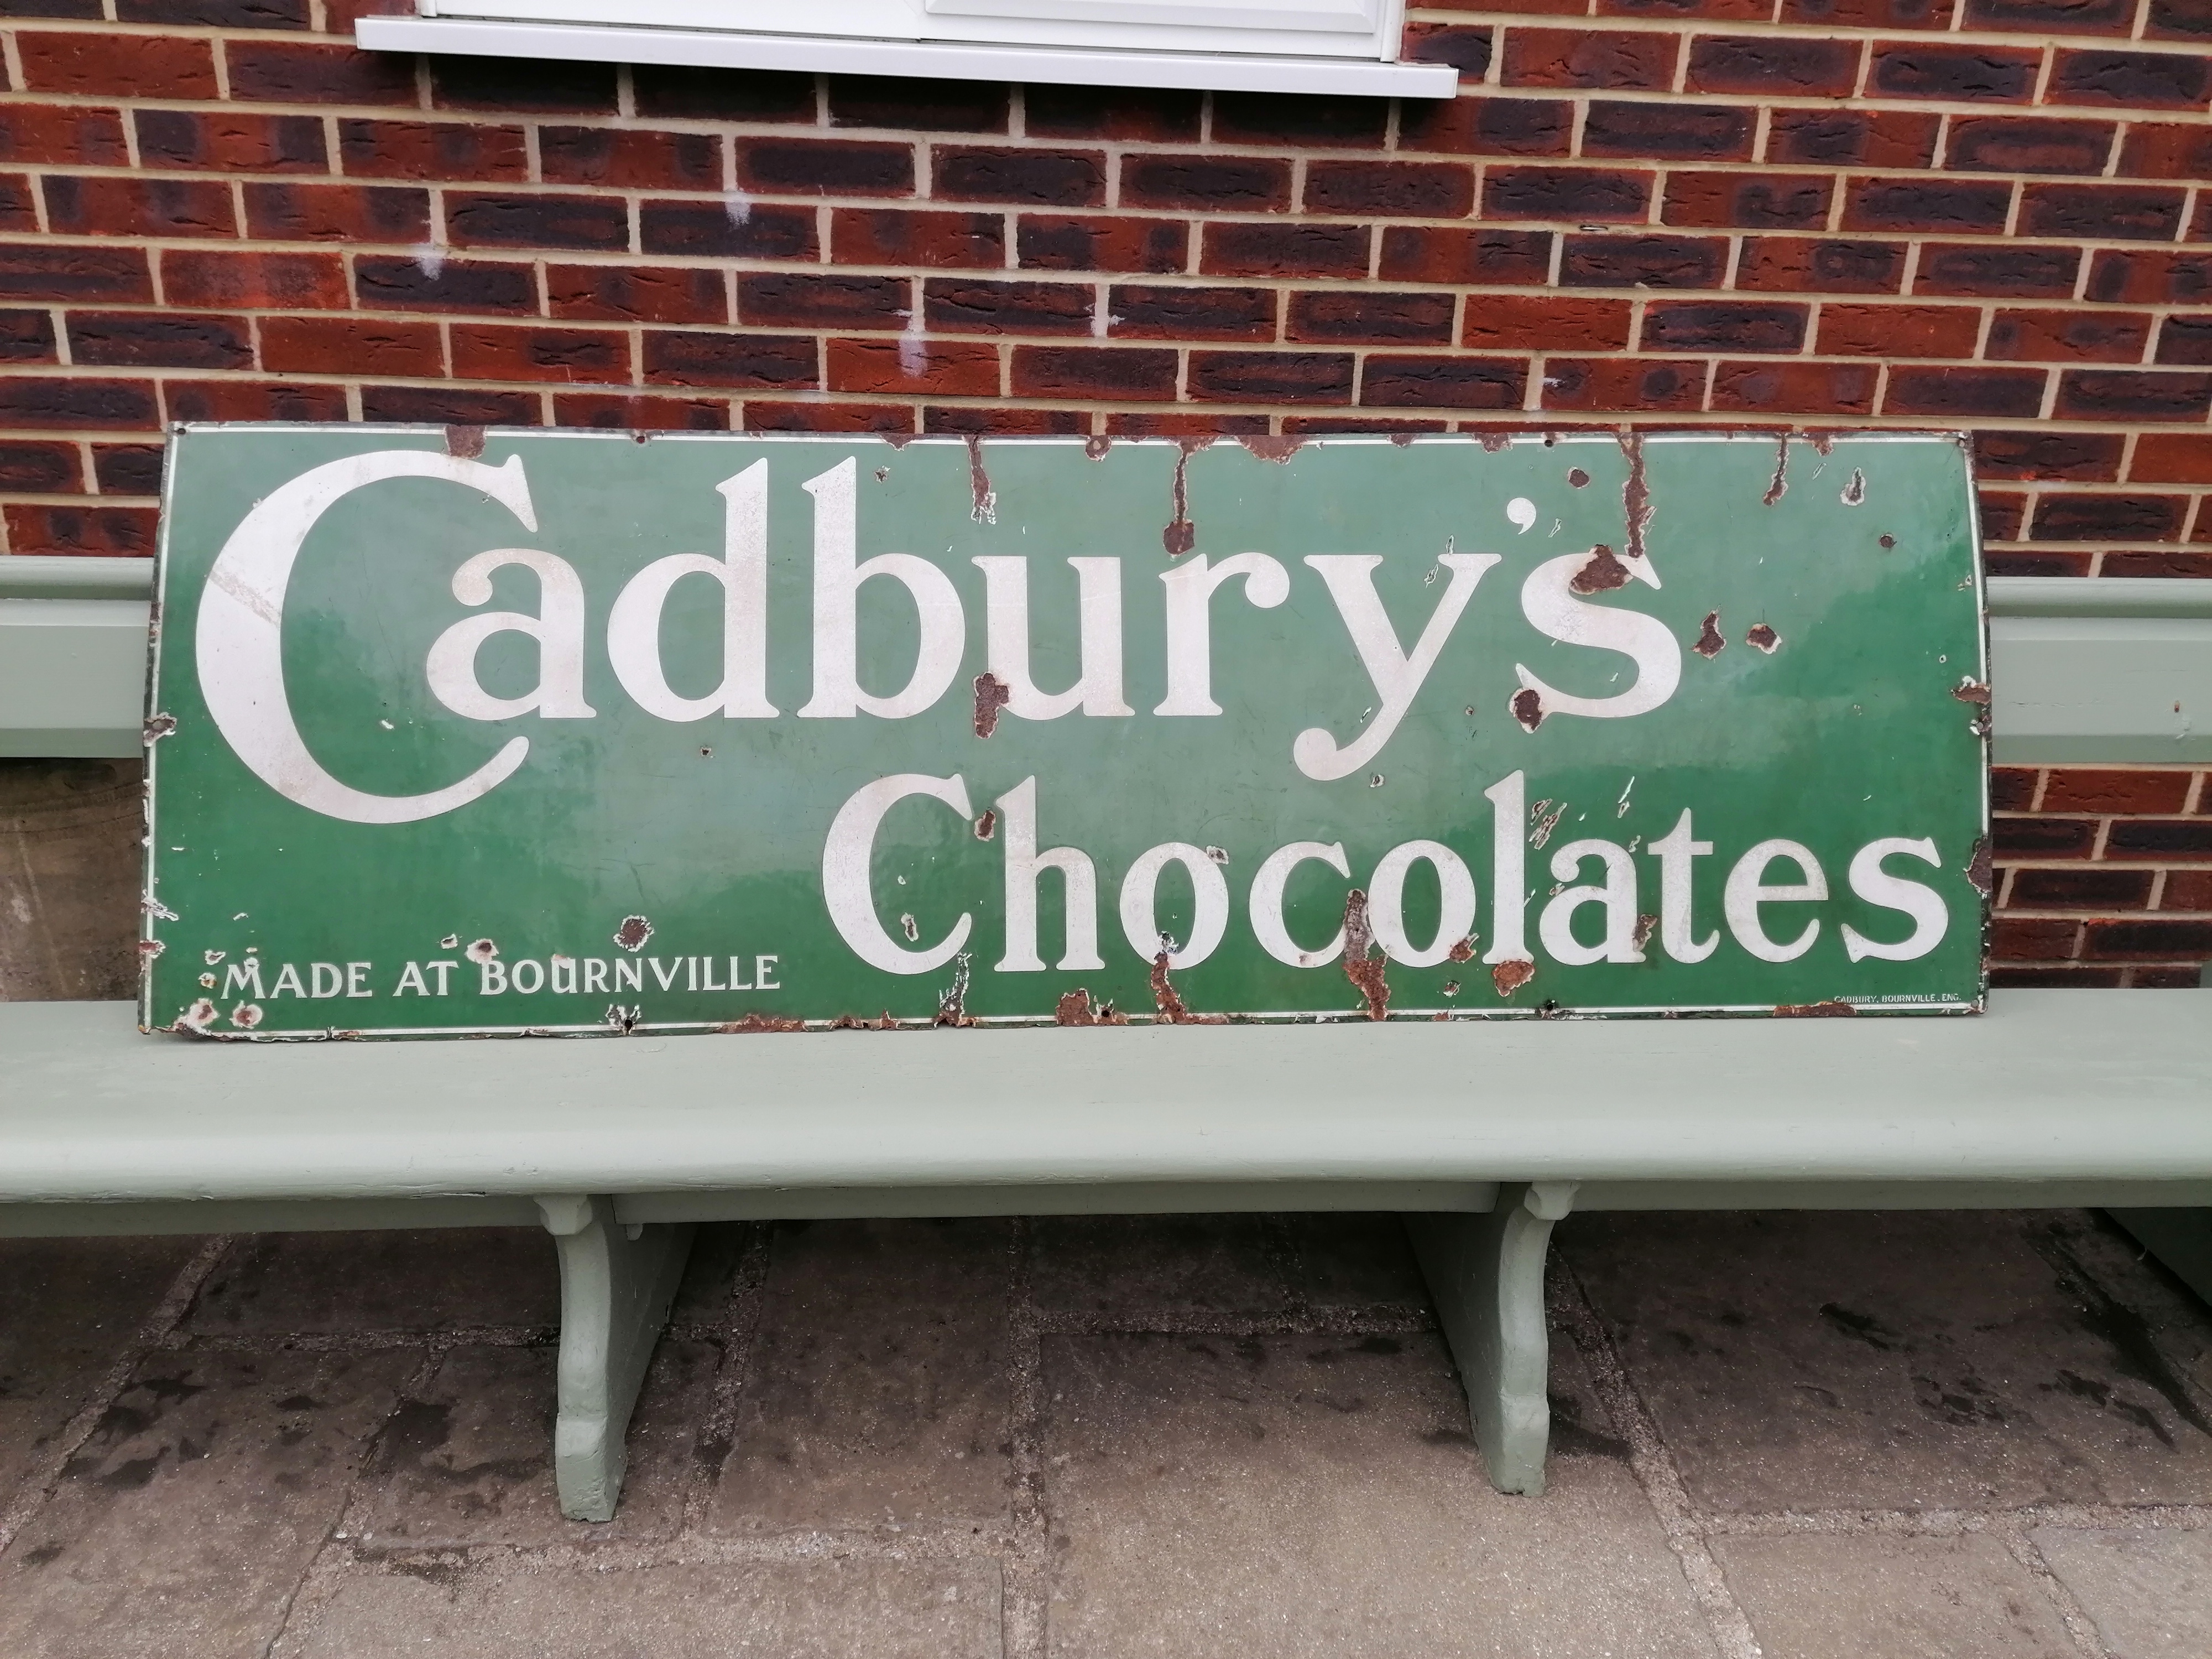 Cadbury's
Chocolates
MADE AT BOURNVILLE
CADBURY, BOURNVILLE. ENG.